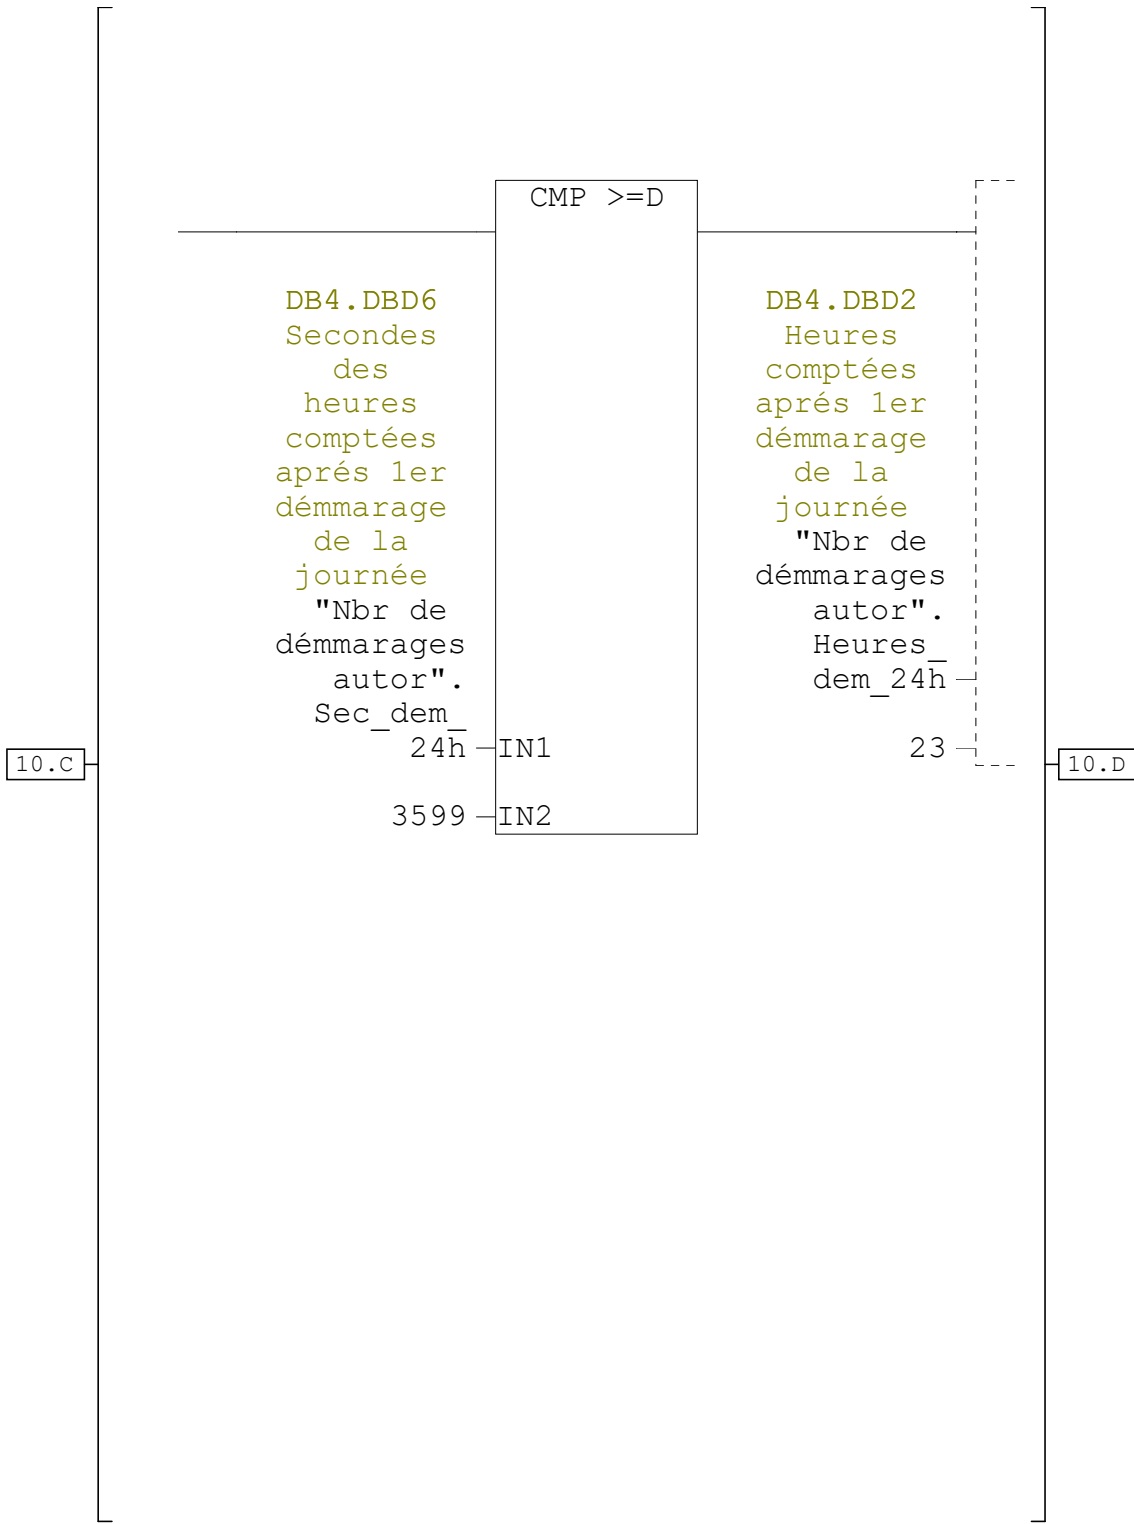 CMP >=D
DB4.DBD6
Secondes
des
heures
comptées
aprés 1er
démmarage
de la
journée
"Nbr de
démmarages
autor".
Sec_dem_
24h
IN1
3599
IN2
DB4.DBD2
Heures
comptées
aprés 1er
démmarage
de la
journée
"Nbr de
démmarages
autor".
Heures_
dem_24h
23
10.C
10.D